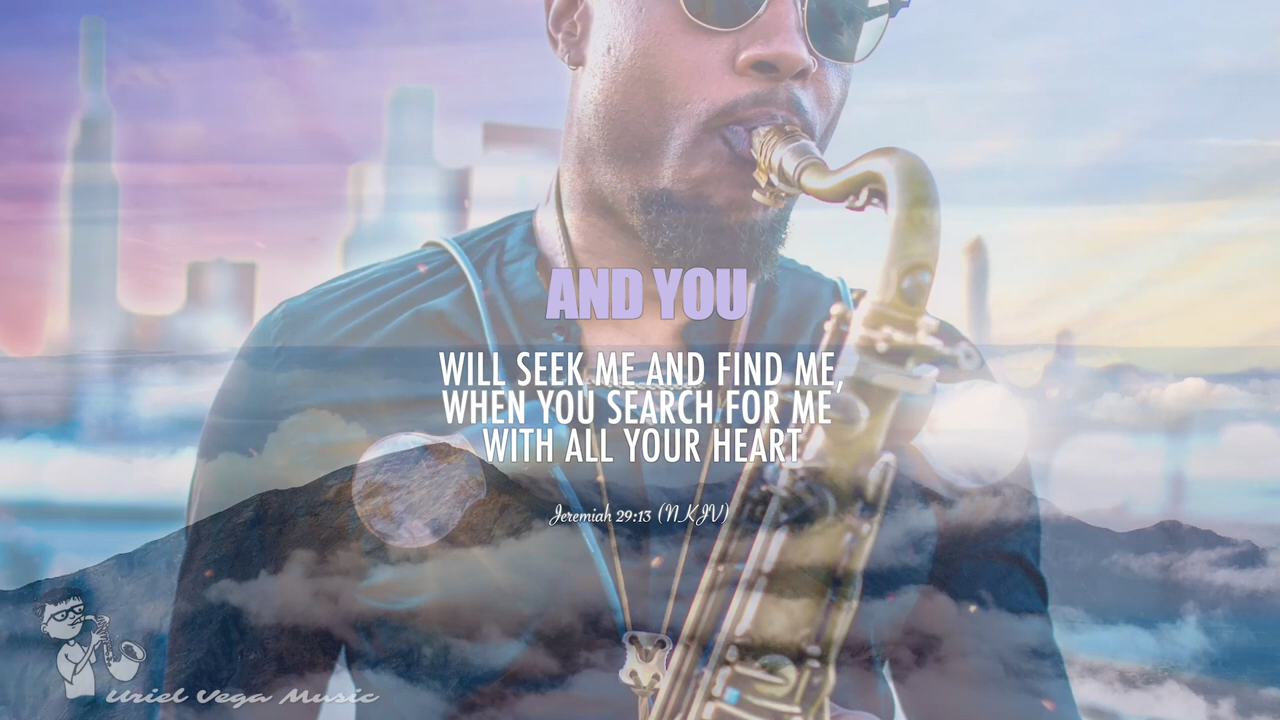 AND YOU
WILL SEEK ME AND FIND ME,
WHEN YOU SEARCH FOR ME
WITH ALL YOUR HEART
Jeremiah 29:13 (NKJV)
Uriel Vega Music